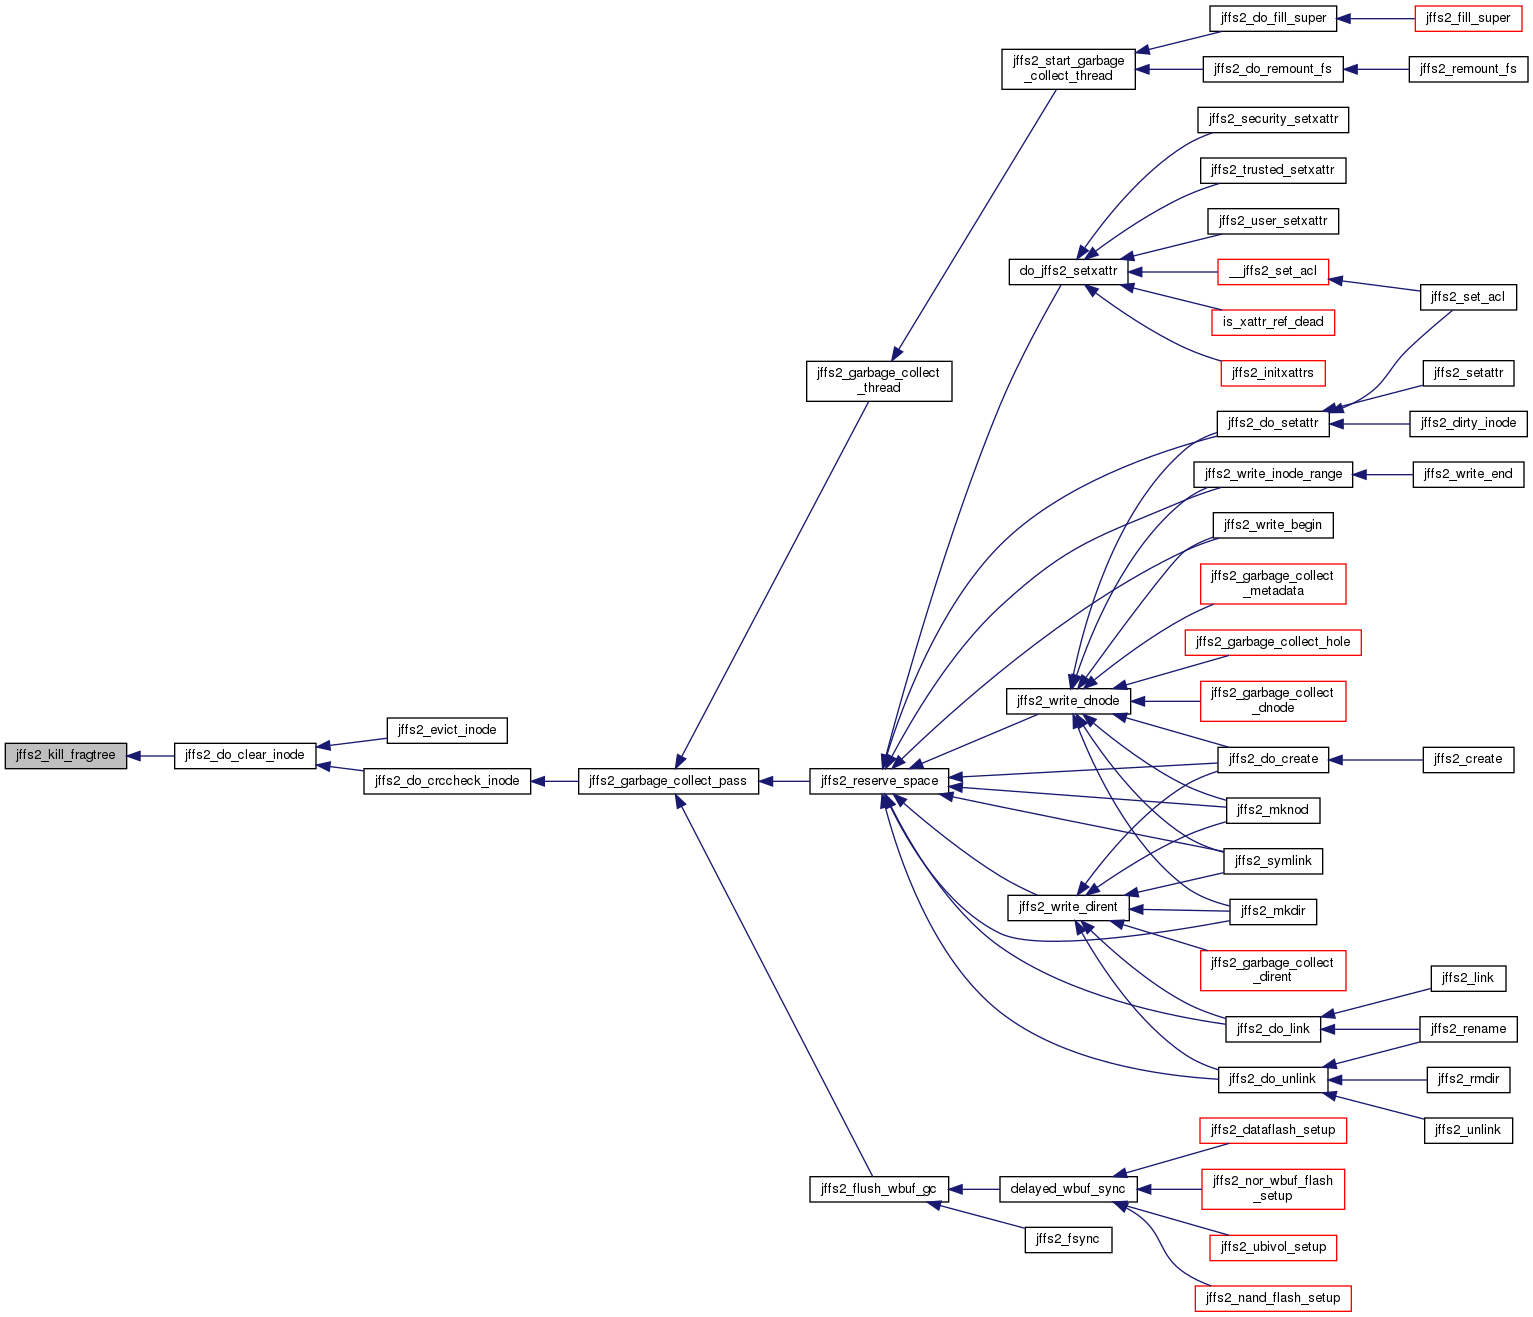 jffs2_do_fill_super
jffs2_fill_super
jffs2_start_garbage
_collect_thread
jffs2_do_remount_fs
jffs2_remount_fs
jffs2_security_setxattr
jffs2_trusted_setxattr
jffs2_user_setxattr
do_jffs2_setxattr
__jffs2_set_acl
jffs2_set_acl
is_xattr_ref_dead
jffs2_initxattrs
jffs2_garbage_collect
_thread
jffs2_setattr
jffs2_do_setattr
jffs2_dirty_inode
jffs2_write_inode_range
jffs2_write_end
jffs2_write_begin
jffs2_garbage_collect
_metadata
jffs2_garbage_collect_hole
jffs2_write_dnode
jffs2_garbage_collect
_dnode
jffs2_kill_fragtree
jffs2_do_clear_inode
jffs2_evict_inode
jffs2_do_crccheck_inode
jffs2_garbage_collect_pass
jffs2_reserve_space
jffs2_do_create
jffs2_create
jffs2_mknod
jffs2_symlink
jffs2_write_dirent
jffs2_mkdir
jffs2_garbage_collect
_dirent
jffs2_link
jffs2_do_link
jffs2_rename
jffs2_do_unlink
jffs2_rmdir
jffs2_unlink
jffs2_dataflash_setup
jffs2_flush_wbuf_gc
delayed_wbuf_sync
jffs2_nor_wbuf_flash
_setup
jffs2_fsync
jffs2_ubivol_setup
jffs2_nand_flash_setup